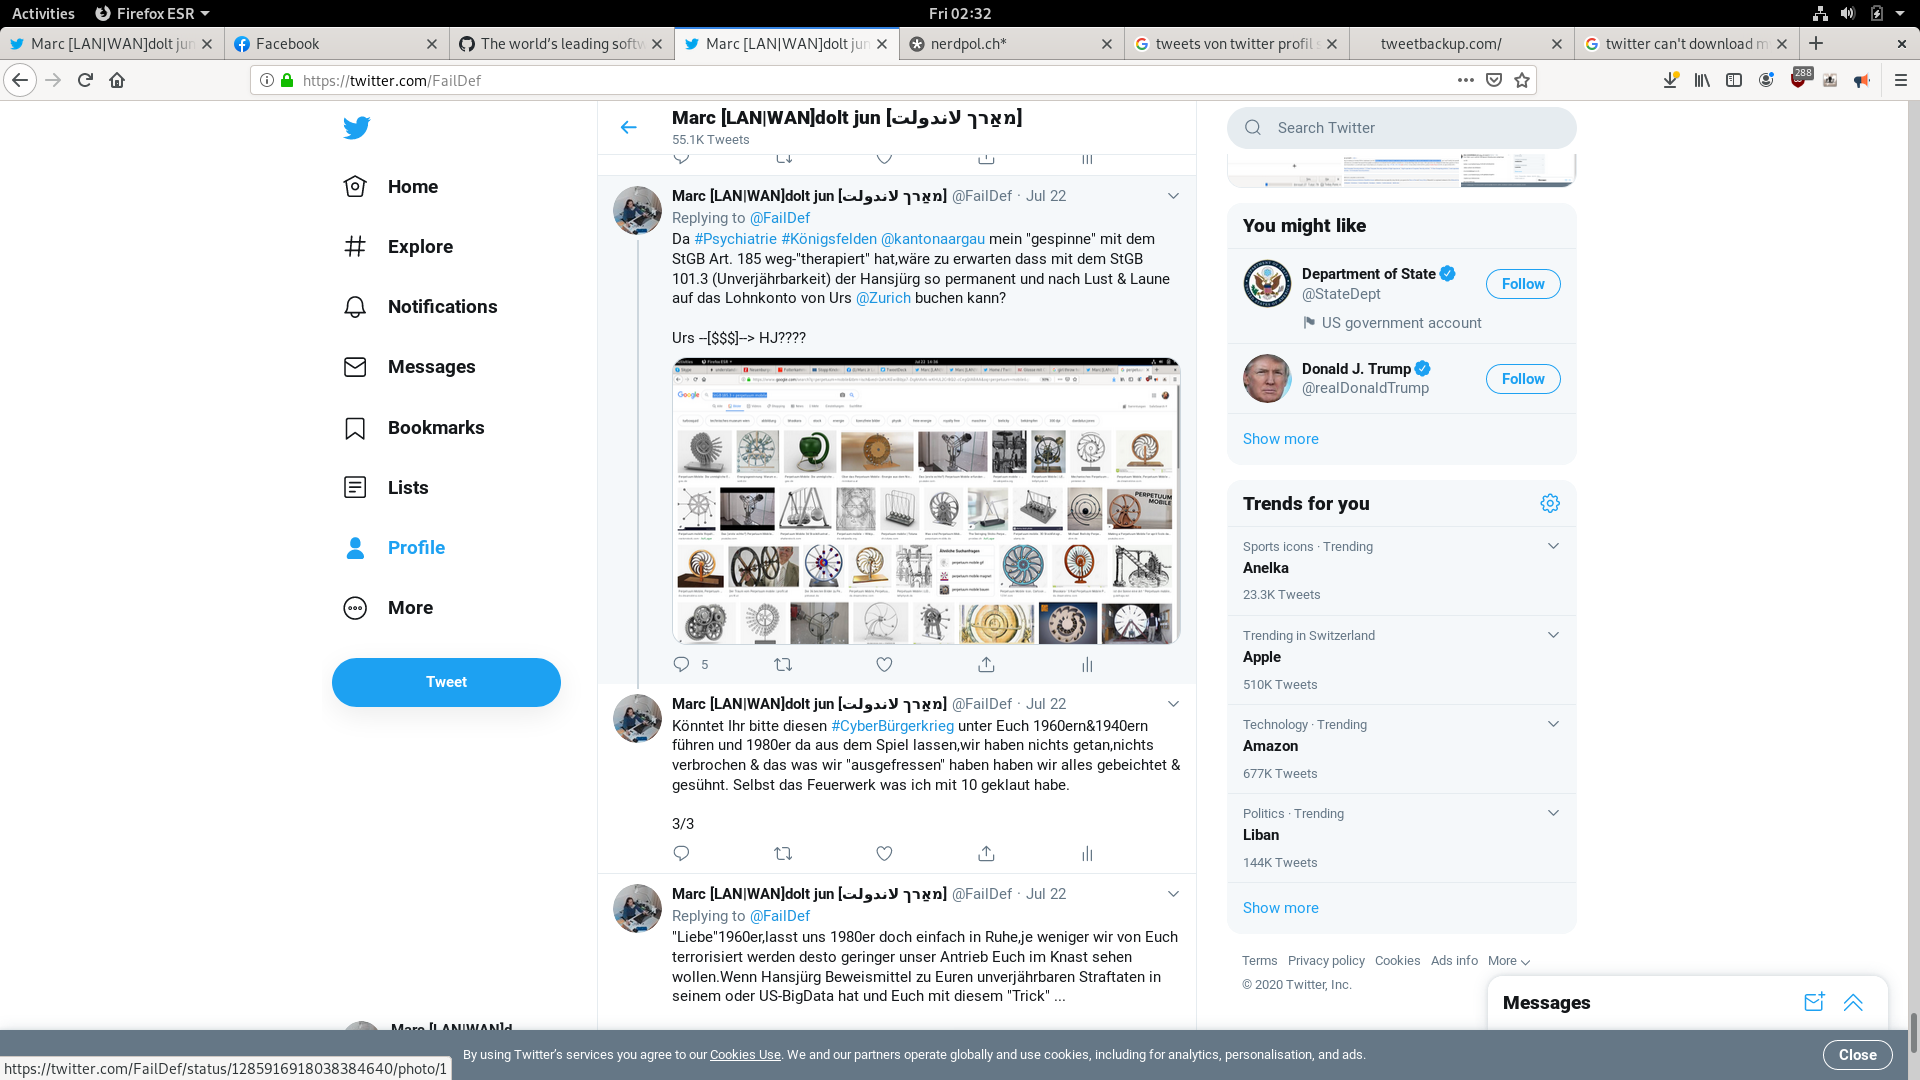 Activities Firefox ESR Fri 02:32
Marc [LAN|WAN]dolt jun Facebook The world's leading softw Marc [LAN|WAN]dolt jun nerdpol.ch* tweets von twitter profil s tweetbackup.com/ twitter can't download m
https://twitter.com/FailDef 288
Home
Explore
Notifications
Messages
Bookmarks
Lists
Profile
More
Tweet
Marc [LAN|WAN]d
Marc [LAN|WAN]dolt jun [מאַרך לאַנדולت]
55.1K Tweets
Marc [LAN|WAN]dolt jun @FailDef · Jul 22
Replying to @FailDef
Da #Psychiatrie #Königsfelden @kantonaargau mein "gespinne" mit dem
StGB Art. 185 weg-"therapiert" hat,wäre zu erwarten dass mit dem StGB
101.3 (Unverjährbarkeit) der Hansjürg so permanent und nach Lust & Laune
auf das Lohnkonto von Urs @Zurich buchen kann?
Urs --[$$$]--> HJ????
Google
PERPETUUM
MOBILE
5
Marc [LAN|WAN]dolt jun @FailDef · Jul 22
Könntet Ihr bitte diesen #CyberBürgerkrieg unter Euch 1960ern&1940ern
führen und 1980er da aus dem Spiel lassen,wir haben nichts getan,nichts
verbrochen & das was wir "ausgefressen" haben haben wir alles gebeichtet &
gesühnt. Selbst das Feuerwerk was ich mit 10 geklaut habe.
3/3
Marc [LAN|WAN]dolt jun @FailDef · Jul 22
Replying to @FailDef
"Liebe"1960er,lasst uns 1980er doch einfach in Ruhe,je weniger wir von Euch
terrorisiert werden desto geringer unser Antrieb Euch im Knast sehen
wollen.Wenn Hansjürg Beweismittel zu Euren unverjährbaren Straftaten in
seinem oder US-BigData hat und Euch mit diesem "Trick" ...
Search Twitter
You might like
Department of State
@StateDept
Follow
US government account
Donald J. Trump
@realDonaldTrump
Follow
Show more
Trends for you
Sports icons · Trending
Anelka
23.3K Tweets
Trending in Switzerland
Apple
510K Tweets
Technology · Trending
Amazon
677K Tweets
Politics · Trending
Liban
144K Tweets
Show more
Terms Privacy policy Cookies Ads info More
© 2020 Twitter, Inc.
Messages
By using Twitter's services you agree to our Cookies Use. We and our partners operate globally and use cookies, including for analytics, personalisation, and ads.
Close
https://twitter.com/FailDef/status/1285916918038384640/photo/1